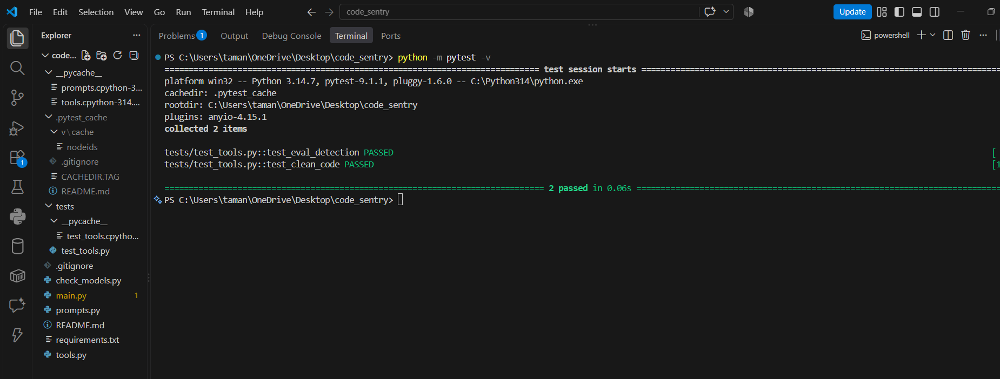 File Edit Selection View Go Run Terminal Help
code_sentry
Update
Explorer
Problems 1 Output Debug Console Terminal Ports
powershell
code...
__pycache__
prompts.cpython-3...
tools.cpython-314....
.pytest_cache
v\cache
nodeids
.gitignore
CACHEDIR.TAG
README.md
tests
__pycache__
test_tools.cpytho...
test_tools.py
.gitignore
check_models.py
main.py 1
prompts.py
README.md
requirements.txt
tools.py
1
PS C:\Users\taman\OneDrive\Desktop\code_sentry> python -m pytest -v
============================================================================= test session starts ==========================================================================
platform win32 -- Python 3.14.7, pytest-9.1.1, pluggy-1.6.0 -- C:\Python314\python.exe
cachedir: .pytest_cache
rootdir: C:\Users\taman\OneDrive\Desktop\code_sentry
plugins: anyio-4.15.1
collected 2 items
tests/test_tools.py::test_eval_detection PASSED [
tests/test_tools.py::test_clean_code PASSED [1
============================================================================== 2 passed in 0.06s ===========================================================================
PS C:\Users\taman\OneDrive\Desktop\code_sentry>